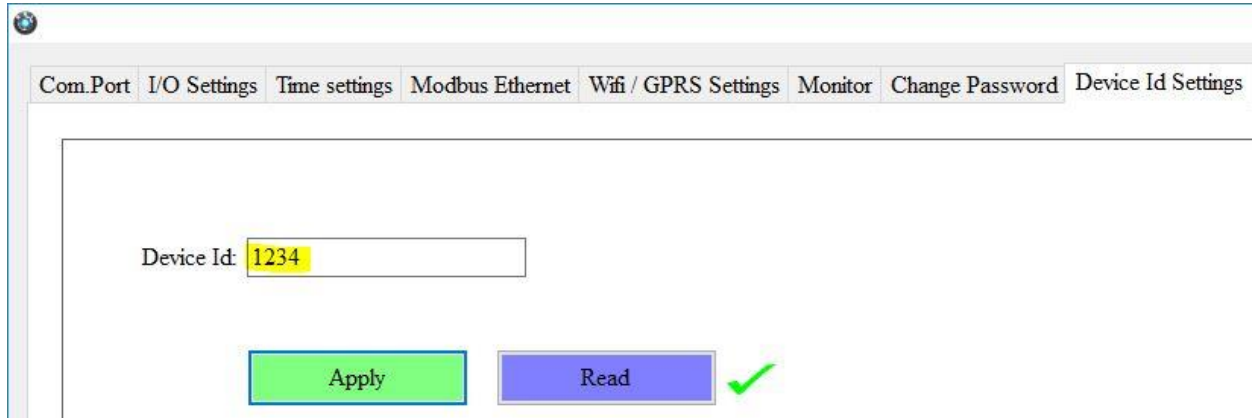 Com.Port I/O Settings Time settings Modbus Ethernet Wifi / GPRS Settings Monitor Change Password Device Id Settings
Device Id: 1234
Apply Read